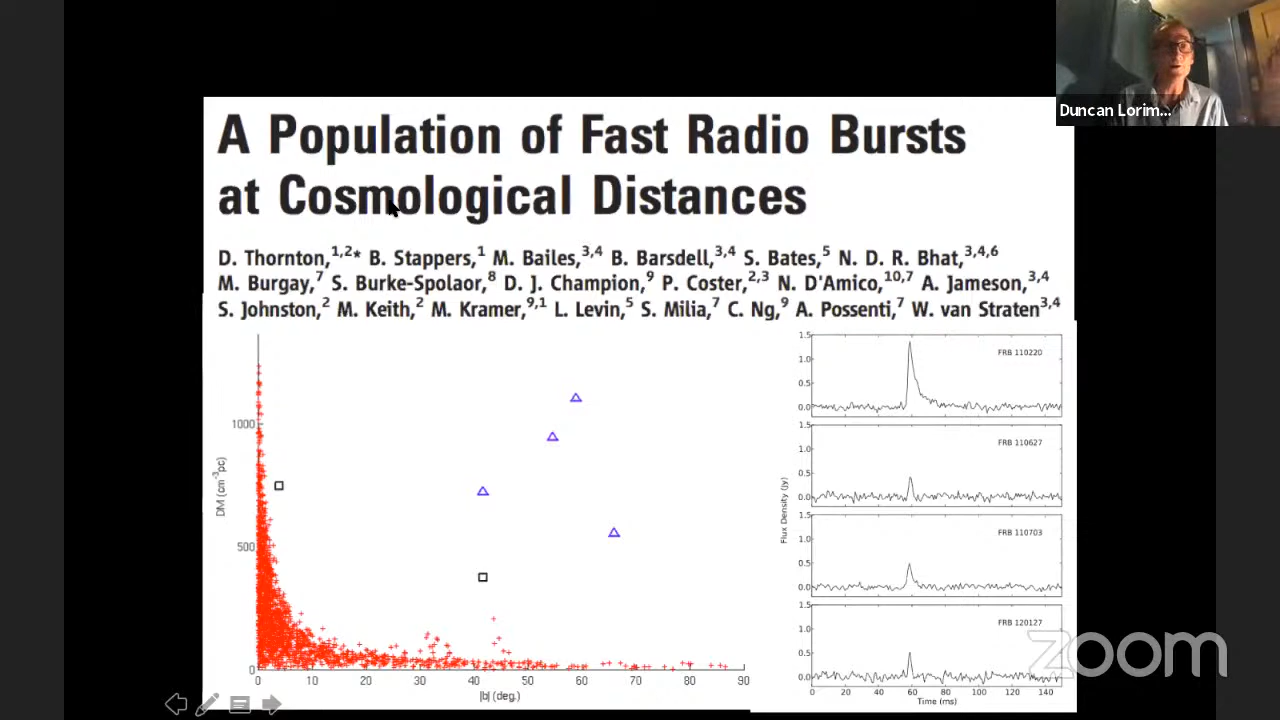 Duncan Lorim...
A Population of Fast Radio Bursts
at Cosmological Distances
D. Thornton,1,2* B. Stappers,1 M. Bailes,3,4 B. Barsdell,3,4 S. Bates,5 N. D. R. Bhat,3,4,6
M. Burgay,7 S. Burke-Spolaor,8 D. J. Champion,9 P. Coster,2,3 N. D'Amico,10,7 A. Jameson,3,4
S. Johnston,2 M. Keith,2 M. Kramer,9,1 L. Levin,5 S. Milia,7 C. Ng,9 A. Possenti,7 W. van Straten3,4
DM (cm-3pc)
1000
500
0
0 10 20 30 40 50 60 70 80 90
|b| (deg.)
Flux Density (Jy)
1.5
1.0
0.5
0.0
FRB 110220
1.5
1.0
0.5
0.0
FRB 110627
1.5
1.0
0.5
0.0
FRB 110703
1.5
1.0
0.5
0.0
FRB 120127
0 20 40 60 80 100 120 140
Time (ms)
zoom